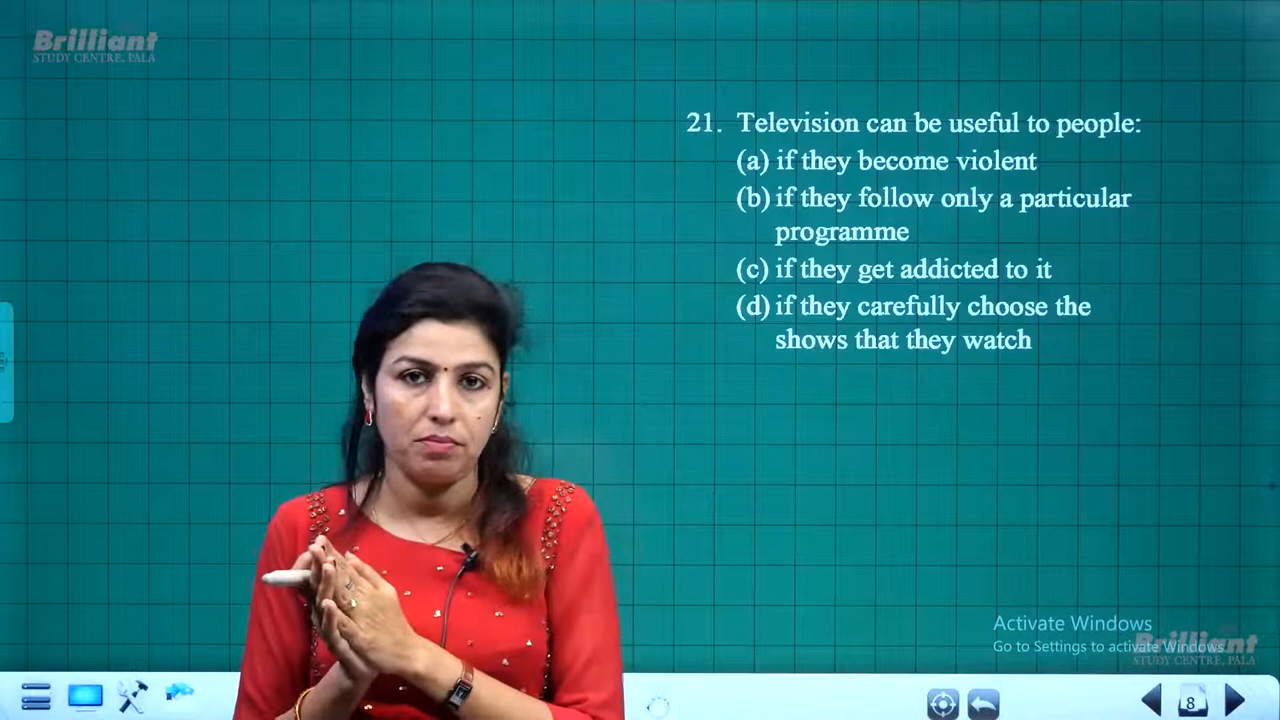 Brilliant
STUDY CENTRE, PALA
21. Television can be useful to people:
(a) if they become violent
(b) if they follow only a particular
programme
(c) if they get addicted to it
(d) if they carefully choose the
shows that they watch
Activate Windows
Go to Settings to activate Windows.
Brilliant
STUDY CENTRE, PALA
8